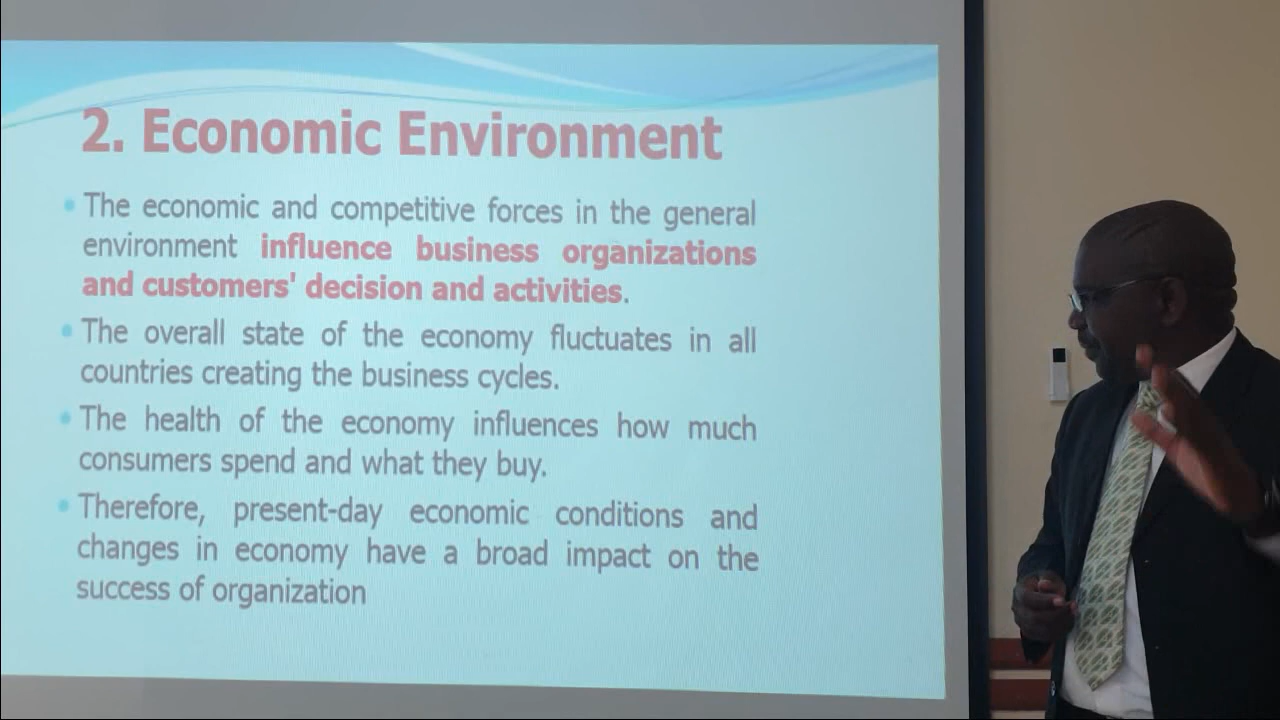 2. Economic Environment
The economic and competitive forces in the general
environment influence business organizations
and customers' decision and activities.
The overall state of the economy fluctuates in all
countries creating the business cycles.
The health of the economy influences how much
consumers spend and what they buy.
Therefore, present-day economic conditions and
changes in economy have a broad impact on the
success of organization